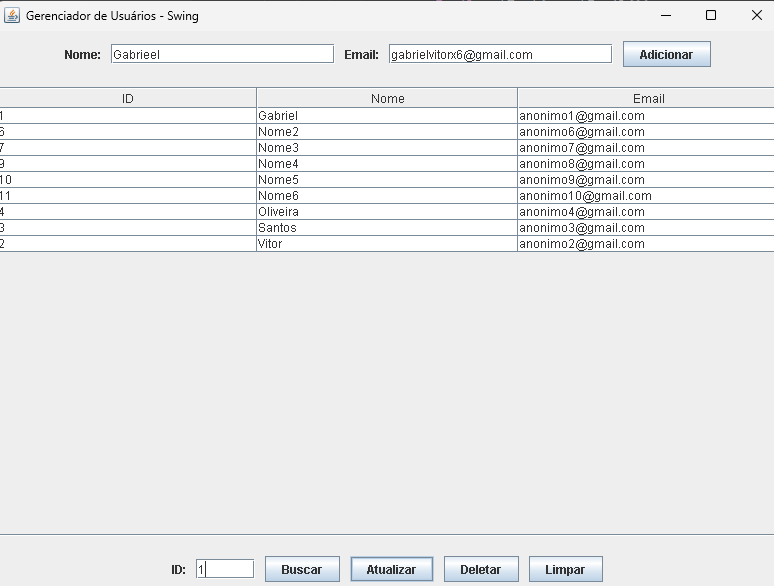 Gerenciador de Usuários - Swing
Nome: Gabrieel Email: gabrielvitorx6@gmail.com Adicionar
ID Nome Email
1 Gabriel anonimo1@gmail.com
6 Nome2 anonimo6@gmail.com
7 Nome3 anonimo7@gmail.com
9 Nome4 anonimo8@gmail.com
10 Nome5 anonimo9@gmail.com
11 Nome6 anonimo10@gmail.com
4 Oliveira anonimo4@gmail.com
3 Santos anonimo3@gmail.com
2 Vitor anonimo2@gmail.com
ID: 1 Buscar Atualizar Deletar Limpar